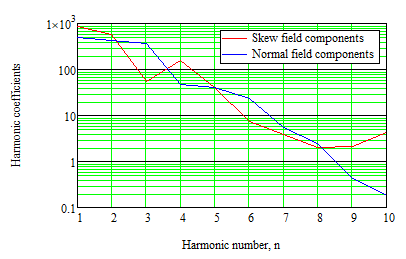 1×10³
Skew field components
Normal field components
100
10
1
0.1
Harmonic coefficients
1 2 3 4 5 6 7 8 9 10
Harmonic number, n